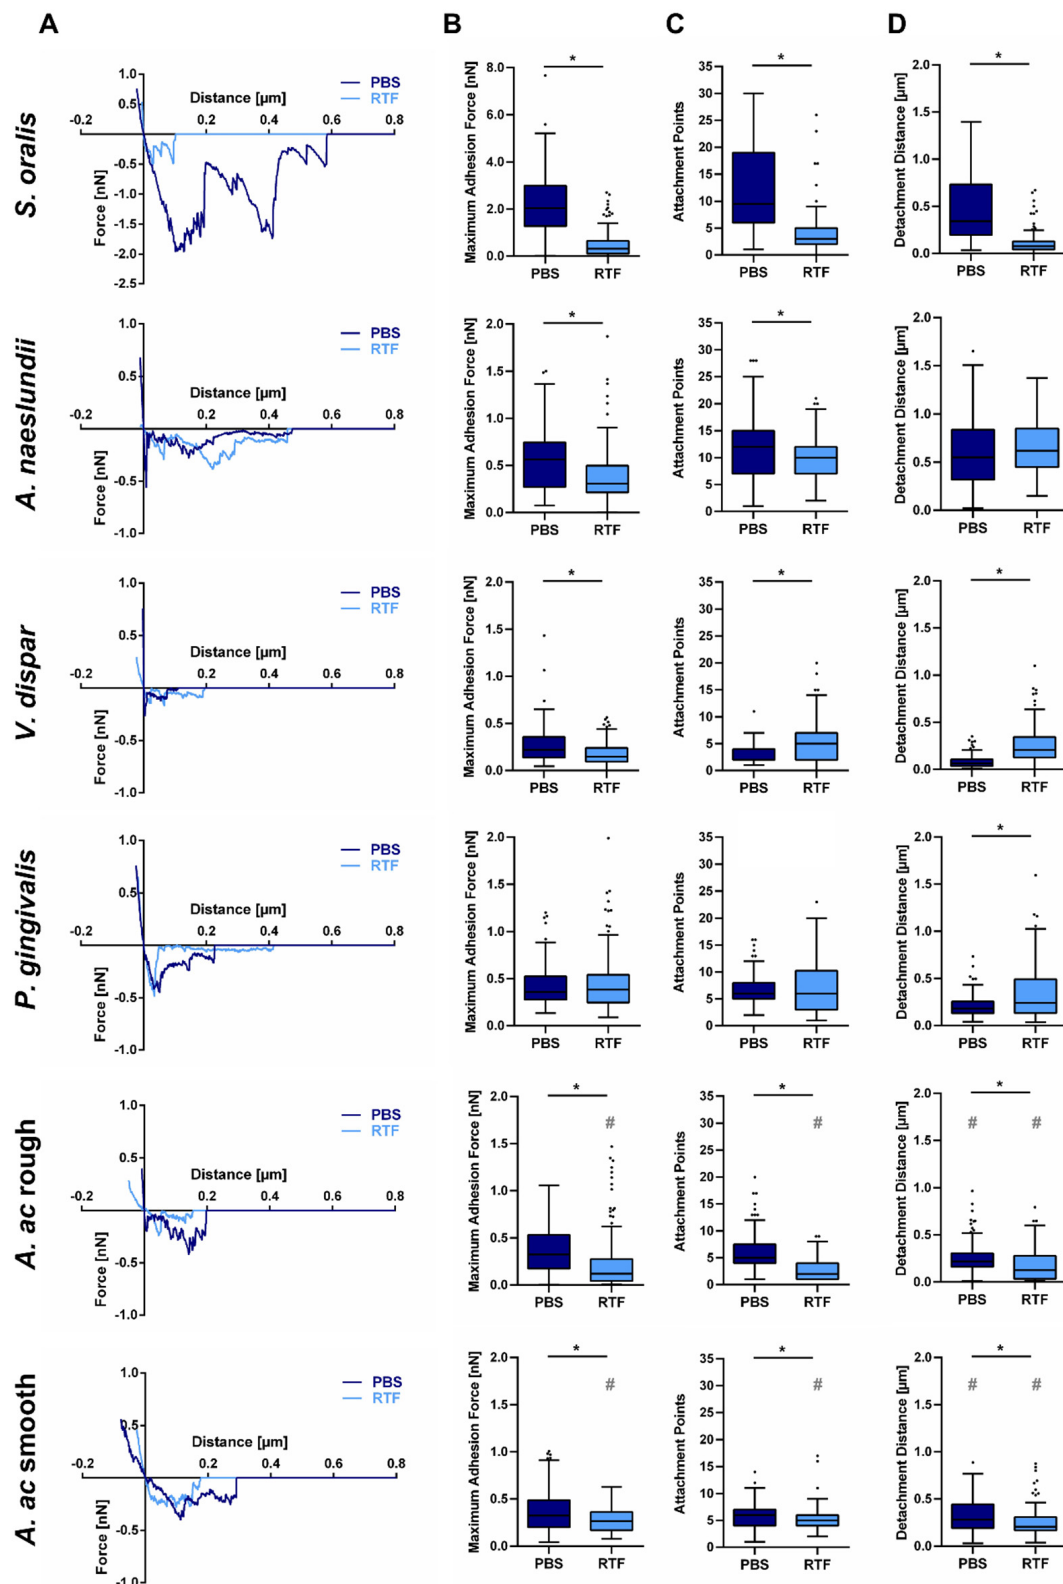 A
B
C
D
S. oralis
PBS
RTF
Distance [µm]
Force [nN]
1.0
0.5
-0.5
-1.0
-1.5
-2.0
-2.5
-0.2
0.2
0.4
0.6
0.8
Maximum Adhesion Force [nN]
8.0
6.0
4.0
2.0
0.0
*
PBS
RTF
Attachment Points
35
30
25
20
15
10
5
0
*
PBS
RTF
Detachment Distance [µm]
2.0
1.5
1.0
0.5
0.0
*
PBS
RTF
A. naeslundii
PBS
RTF
Distance [µm]
Force [nN]
1.0
0.5
-0.5
-1.0
-0.2
0.2
0.4
0.6
0.8
Maximum Adhesion Force [nN]
2.0
1.5
1.0
0.5
0.0
*
PBS
RTF
Attachment Points
35
30
25
20
15
10
5
0
*
PBS
RTF
Detachment Distance [µm]
2.0
1.5
1.0
0.5
0.0
PBS
RTF
V. dispar
PBS
RTF
Distance [µm]
Force [nN]
1.0
0.5
-0.5
-1.0
-0.2
0.2
0.4
0.6
0.8
Maximum Adhesion Force [nN]
2.0
1.5
1.0
0.5
0.0
*
PBS
RTF
Attachment Points
35
30
25
20
15
10
5
0
*
PBS
RTF
Detachment Distance [µm]
2.0
1.5
1.0
0.5
0.0
*
PBS
RTF
P. gingivalis
PBS
RTF
Distance [µm]
Force [nN]
1.0
0.5
-0.5
-1.0
-0.2
0.2
0.4
0.6
0.8
Maximum Adhesion Force [nN]
2.0
1.5
1.0
0.5
0.0
PBS
RTF
Attachment Points
35
30
25
20
15
10
5
0
PBS
RTF
Detachment Distance [µm]
2.0
1.5
1.0
0.5
0.0
*
PBS
RTF
A. ac rough
PBS
RTF
Distance [µm]
Force [nN]
1.0
0.5
-0.5
-1.0
-0.2
0.2
0.4
0.6
0.8
Maximum Adhesion Force [nN]
2.0
1.5
1.0
0.5
0.0
*
#
PBS
RTF
Attachment Points
35
30
25
20
15
10
5
0
*
#
PBS
RTF
Detachment Distance [µm]
2.0
1.5
1.0
0.5
0.0
*
# #
PBS
RTF
A. ac smooth
PBS
RTF
Distance [µm]
Force [nN]
1.0
0.5
-0.5
-1.0
-0.2
0.2
0.4
0.6
0.8
Maximum Adhesion Force [nN]
2.0
1.5
1.0
0.5
0.0
*
#
PBS
RTF
Attachment Points
35
30
25
20
15
10
5
0
*
#
PBS
RTF
Detachment Distance [µm]
2.0
1.5
1.0
0.5
0.0
*
# #
PBS
RTF